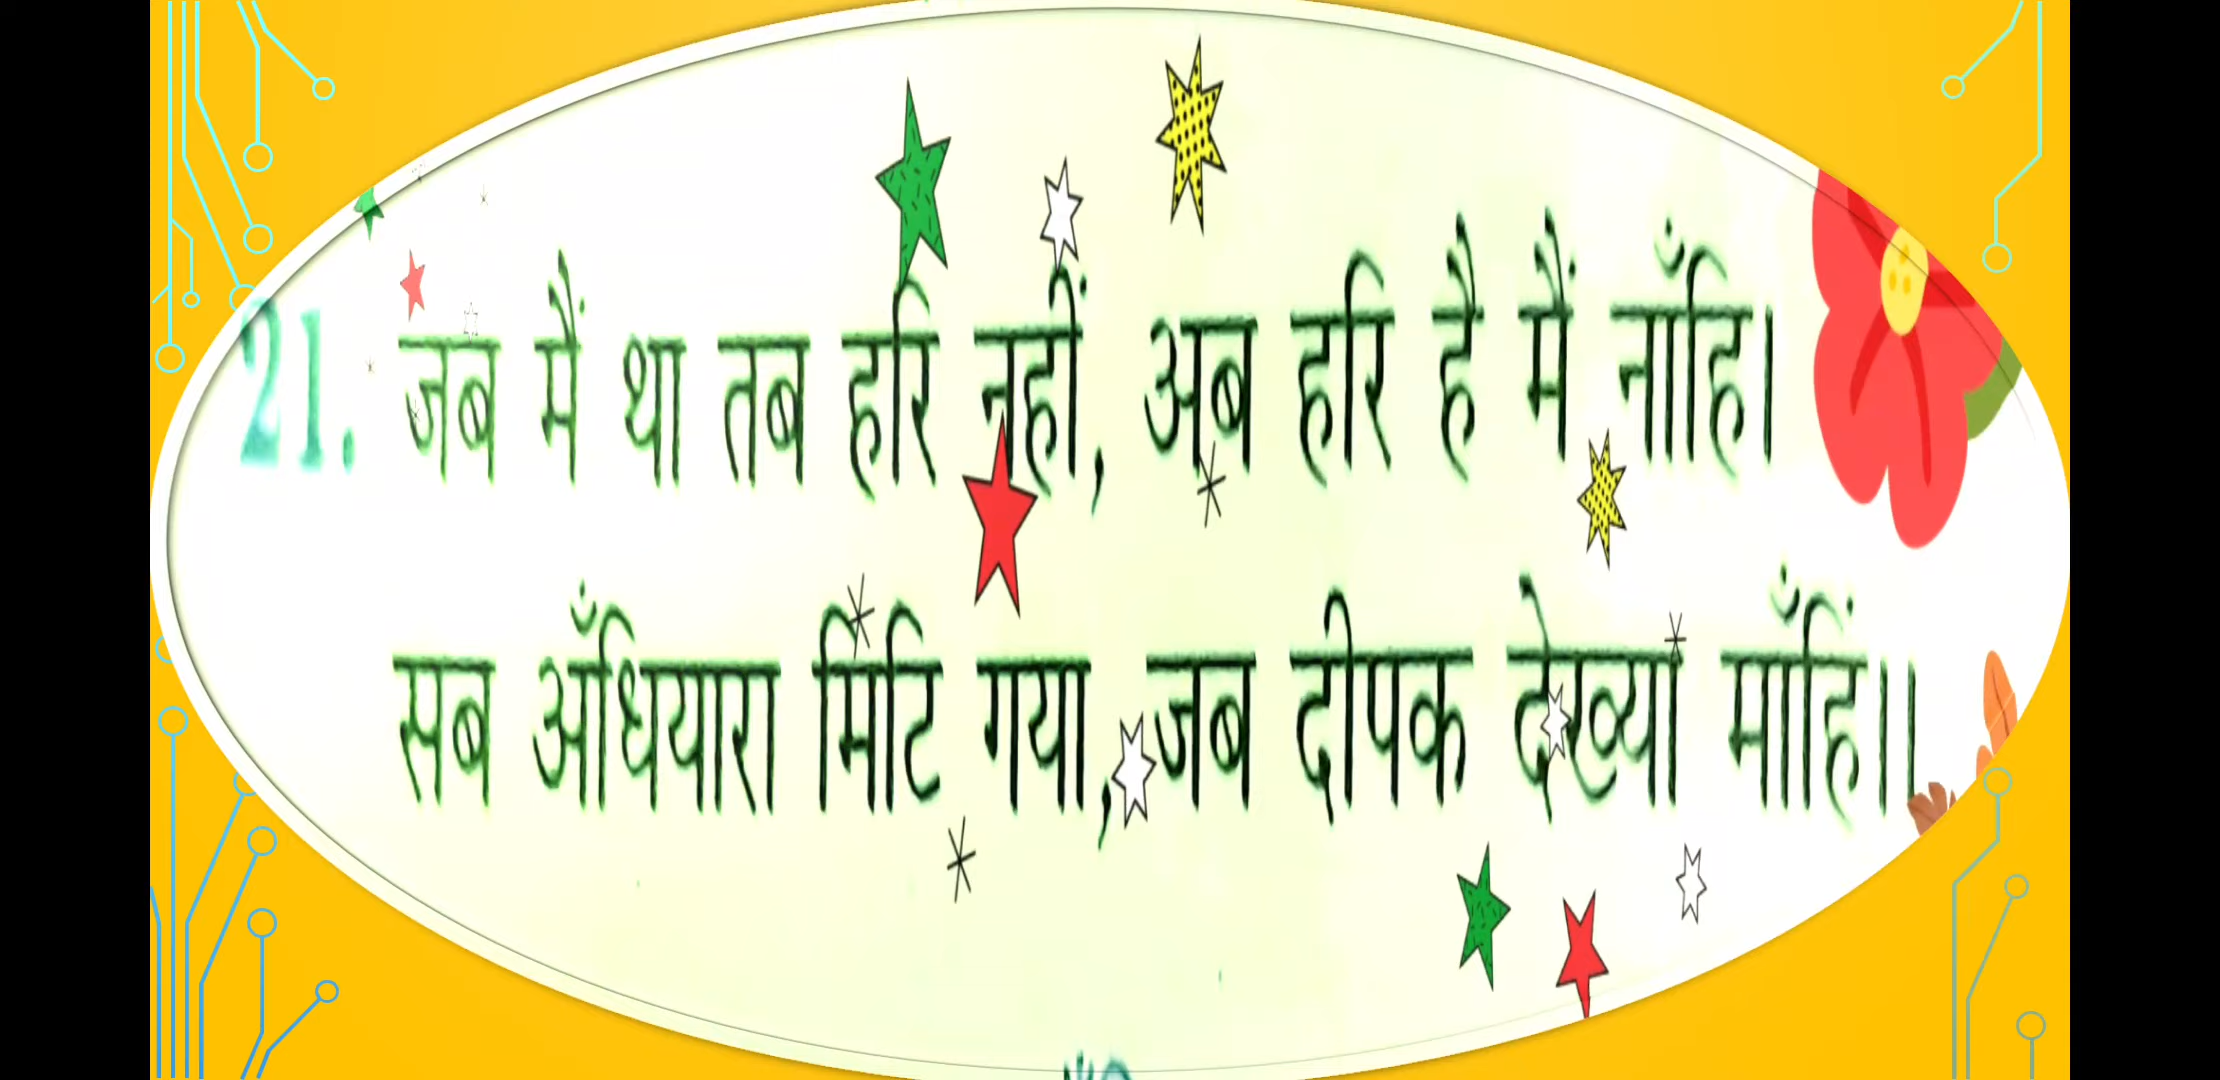 21. जब मैं था तब हरि नहीं, अब हरि है मैं नाँहि।
सब अँधियारा मिटि गया, जब दीपक देख्या माँहिं।।